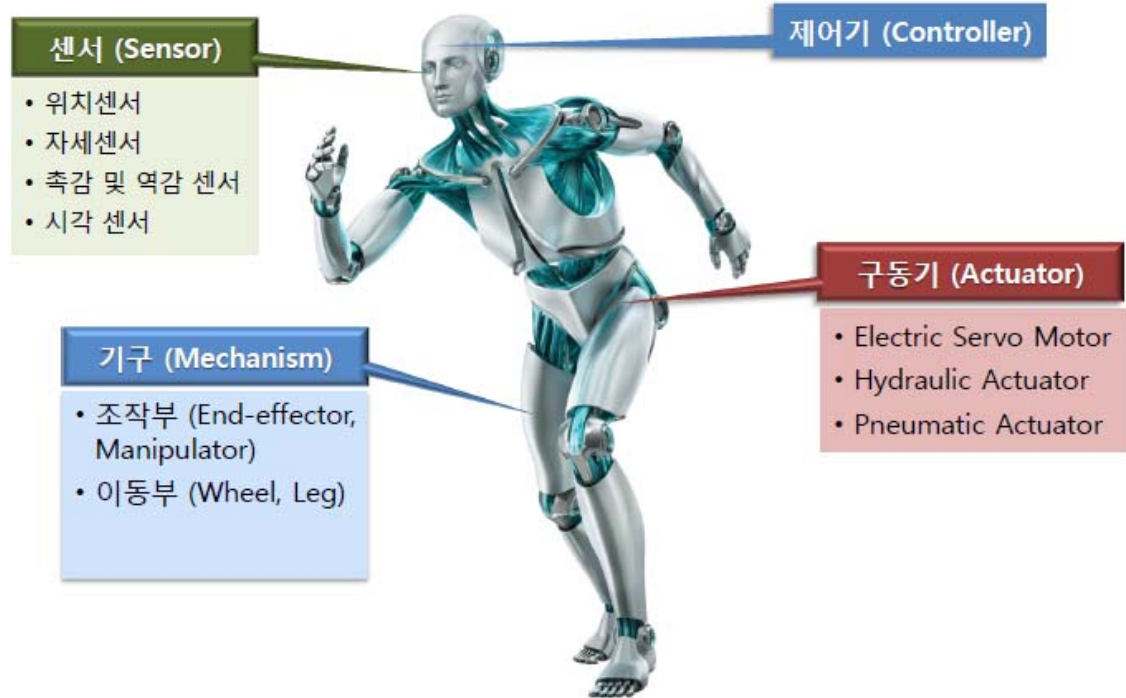 센서 (Sensor)
• 위치센서
• 자세센서
• 촉감 및 역감 센서
• 시각 센서
제어기 (Controller)
구동기 (Actuator)
• Electric Servo Motor
• Hydraulic Actuator
• Pneumatic Actuator
기구 (Mechanism)
• 조작부 (End-effector,
Manipulator)
• 이동부 (Wheel, Leg)